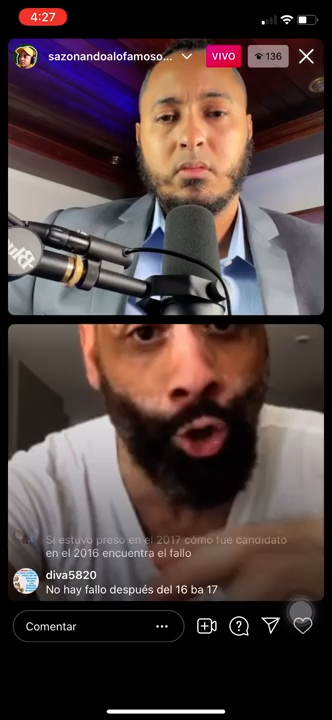 4:27
sazonandoalofamoso...
VIVO
136
Blue
Si estuvo preso en el 2017 como fue candidato
en el 2016 encuentra el fallo
diva5820
No hay fallo después del 16 ba 17
Comentar